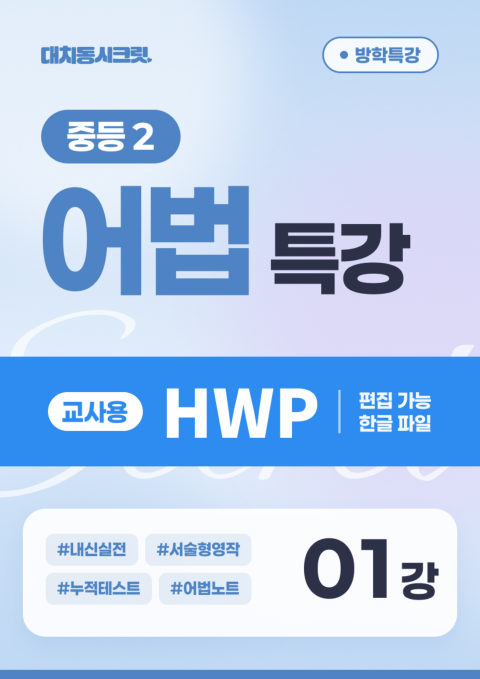 대치동시크릿.
방학특강
중등 2
어법 특강
Secret
교사용 HWP 편집 가능
한글 파일
#내신실전 #서술형영작
#누적테스트 #어법노트
01강